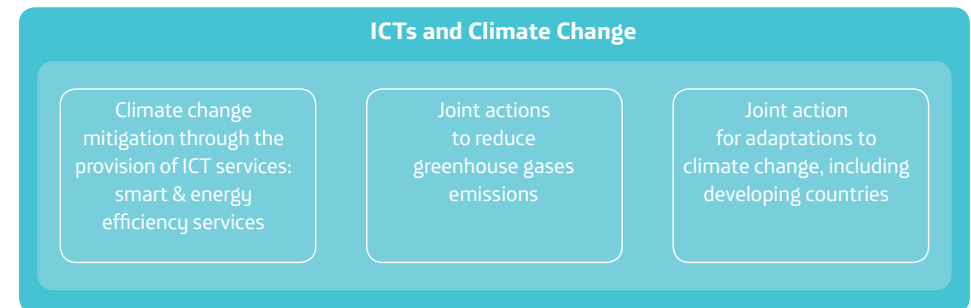 ICTs and Climate Change
Climate change
mitigation through the
provision of ICT services:
smart & energy
efficiency services
Joint actions
to reduce
greenhouse gases
emissions
Joint action
for adaptations to
climate change, including
developing countries